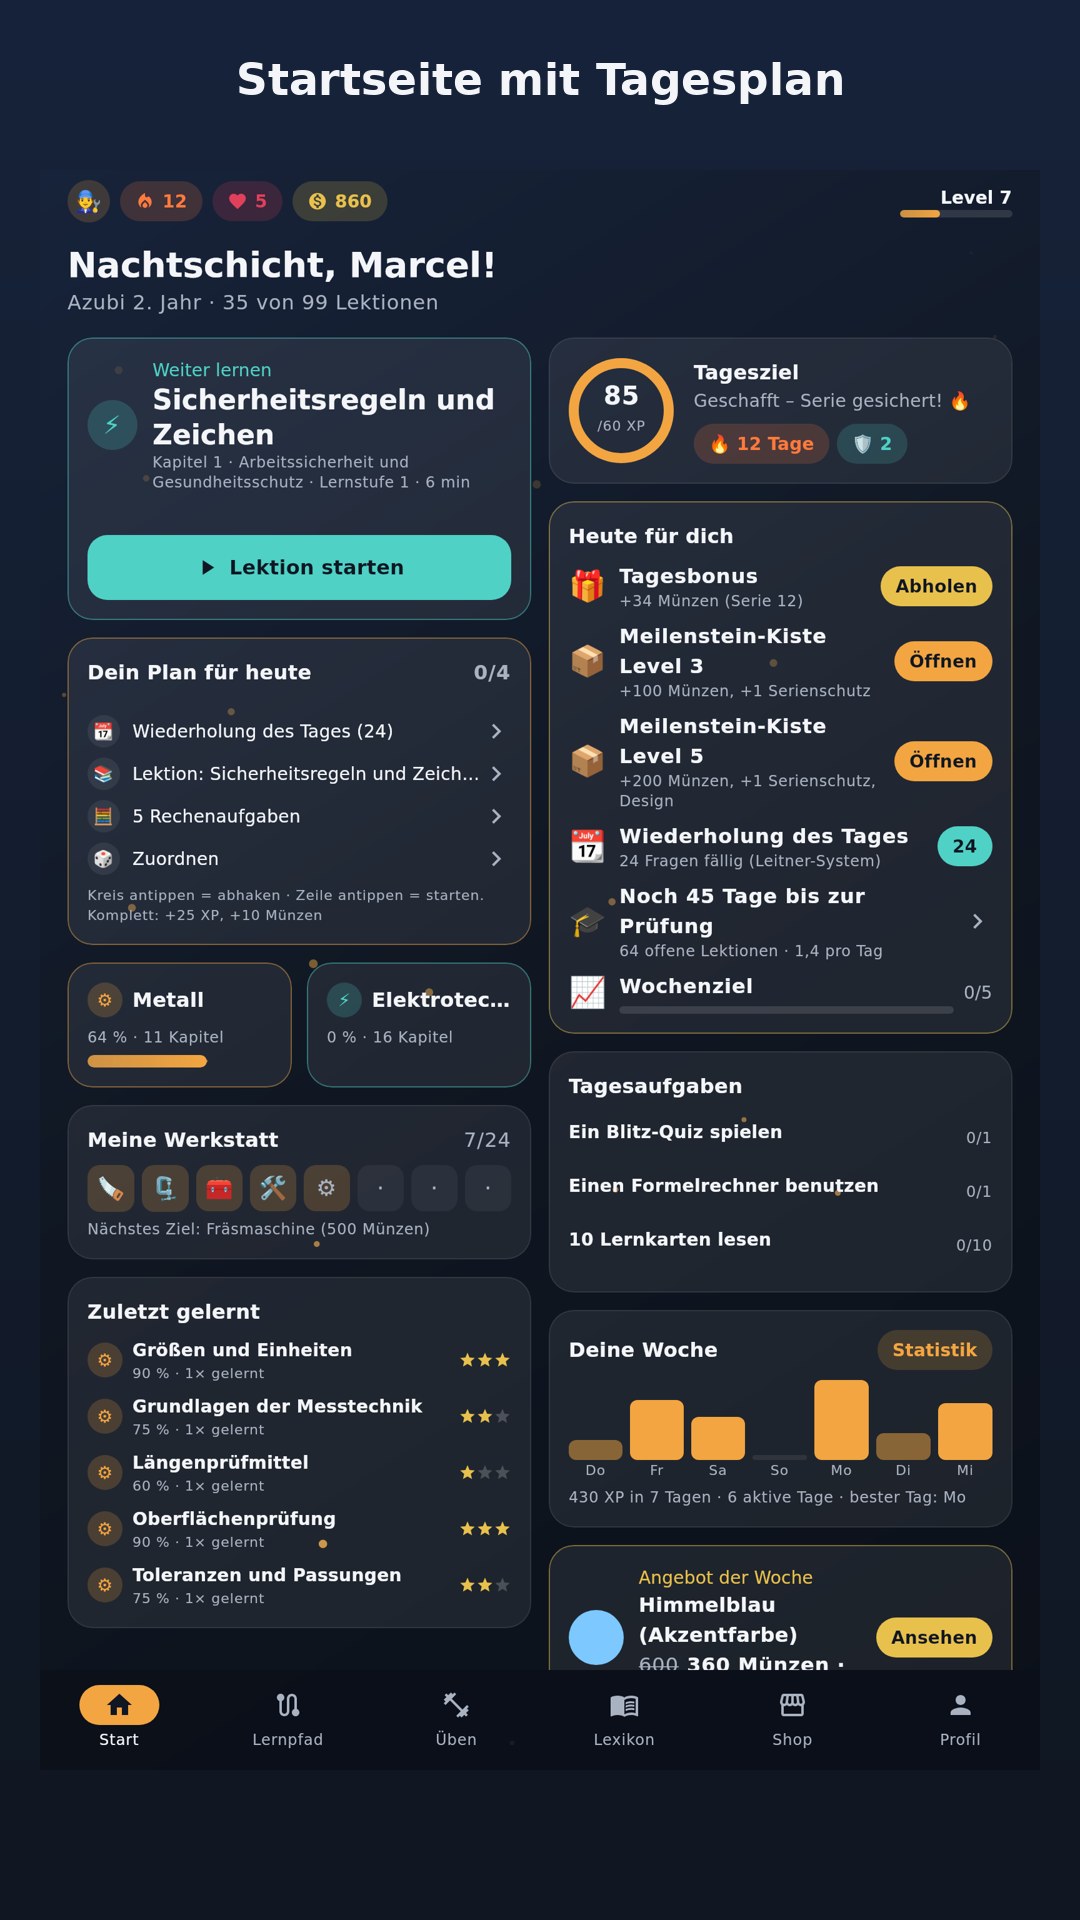 Startseite mit Tagesplan
12
5
860
Level 7
Nachtschicht, Marcel!
Azubi 2. Jahr · 35 von 99 Lektionen
Weiter lernen
Sicherheitsregeln und
Zeichen
Kapitel 1 · Arbeitssicherheit und
Gesundheitsschutz · Lernstufe 1 · 6 min
Lektion starten
Dein Plan für heute
0/4
Wiederholung des Tages (24)
Lektion: Sicherheitsregeln und Zeich...
5 Rechenaufgaben
Zuordnen
Kreis antippen = abhaken · Zeile antippen = starten.
Komplett: +25 XP, +10 Münzen
Metall
64 % · 11 Kapitel
Elektrotec...
0 % · 16 Kapitel
Meine Werkstatt
7/24
Nächstes Ziel: Fräsmaschine (500 Münzen)
Zuletzt gelernt
Größen und Einheiten
90 % · 1× gelernt
Grundlagen der Messtechnik
75 % · 1× gelernt
Längenprüfmittel
60 % · 1× gelernt
Oberflächenprüfung
90 % · 1× gelernt
Toleranzen und Passungen
75 % · 1× gelernt
85
/60 XP
Tagesziel
Geschafft – Serie gesichert! 🔥
12 Tage
2
Heute für dich
Tagesbonus
+34 Münzen (Serie 12)
Abholen
Meilenstein-Kiste
Level 3
+100 Münzen, +1 Serienschutz
Öffnen
Meilenstein-Kiste
Level 5
+200 Münzen, +1 Serienschutz,
Design
Öffnen
July
17
Wiederholung des Tages
24 Fragen fällig (Leitner-System)
24
Noch 45 Tage bis zur
Prüfung
64 offene Lektionen · 1,4 pro Tag
Wochenziel
0/5
Tagesaufgaben
Ein Blitz-Quiz spielen
0/1
Einen Formelrechner benutzen
0/1
10 Lernkarten lesen
0/10
Deine Woche
Statistik
Do
Fr
Sa
So
Mo
Di
Mi
430 XP in 7 Tagen · 6 aktive Tage · bester Tag: Mo
Angebot der Woche
Himmelblau
(Akzentfarbe)
600 360 Münzen ·
Ansehen
Start
Lernpfad
Üben
Lexikon
Shop
Profil